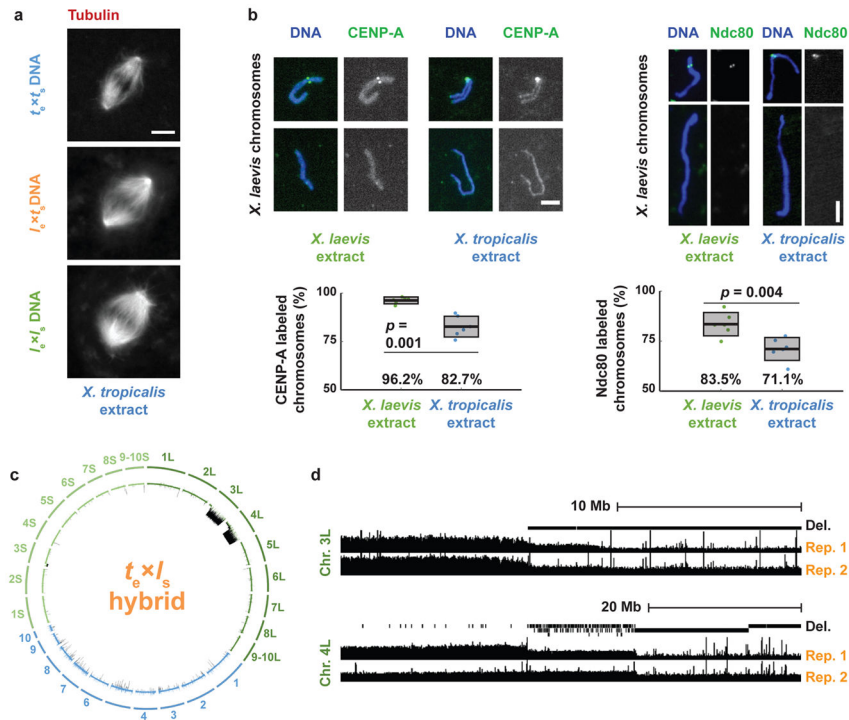 a
Tubulin
te×ts DNA
le×ts DNA
le×ls DNA
X. tropicalis
extract
b
DNA CENP-A DNA CENP-A
X. laevis chromosomes
X. laevis
extract
X. tropicalis
extract
DNA Ndc80 DNA Ndc80
X. laevis chromosomes
X. laevis
extract
X. tropicalis
extract
CENP-A labeled
chromosomes (%)
100
75
50
p =
0.001
96.2% 82.7%
X. laevis
extract
X. tropicalis
extract
Ndc80 labeled
chromosomes (%)
100
75
50
p = 0.004
83.5% 71.1%
X. laevis
extract
X. tropicalis
extract
c
te×ls
hybrid
1L
2L
3L
4L
5L
6L
7L
8L
9-10L
1
2
3
4
6
7
8
9
10
1S
2S
3S
4S
5S
6S
7S
8S
9-10S
d
10 Mb
Del.
Chr. 3L
Rep. 1
Rep. 2
20 Mb
Del.
Chr. 4L
Rep. 1
Rep. 2